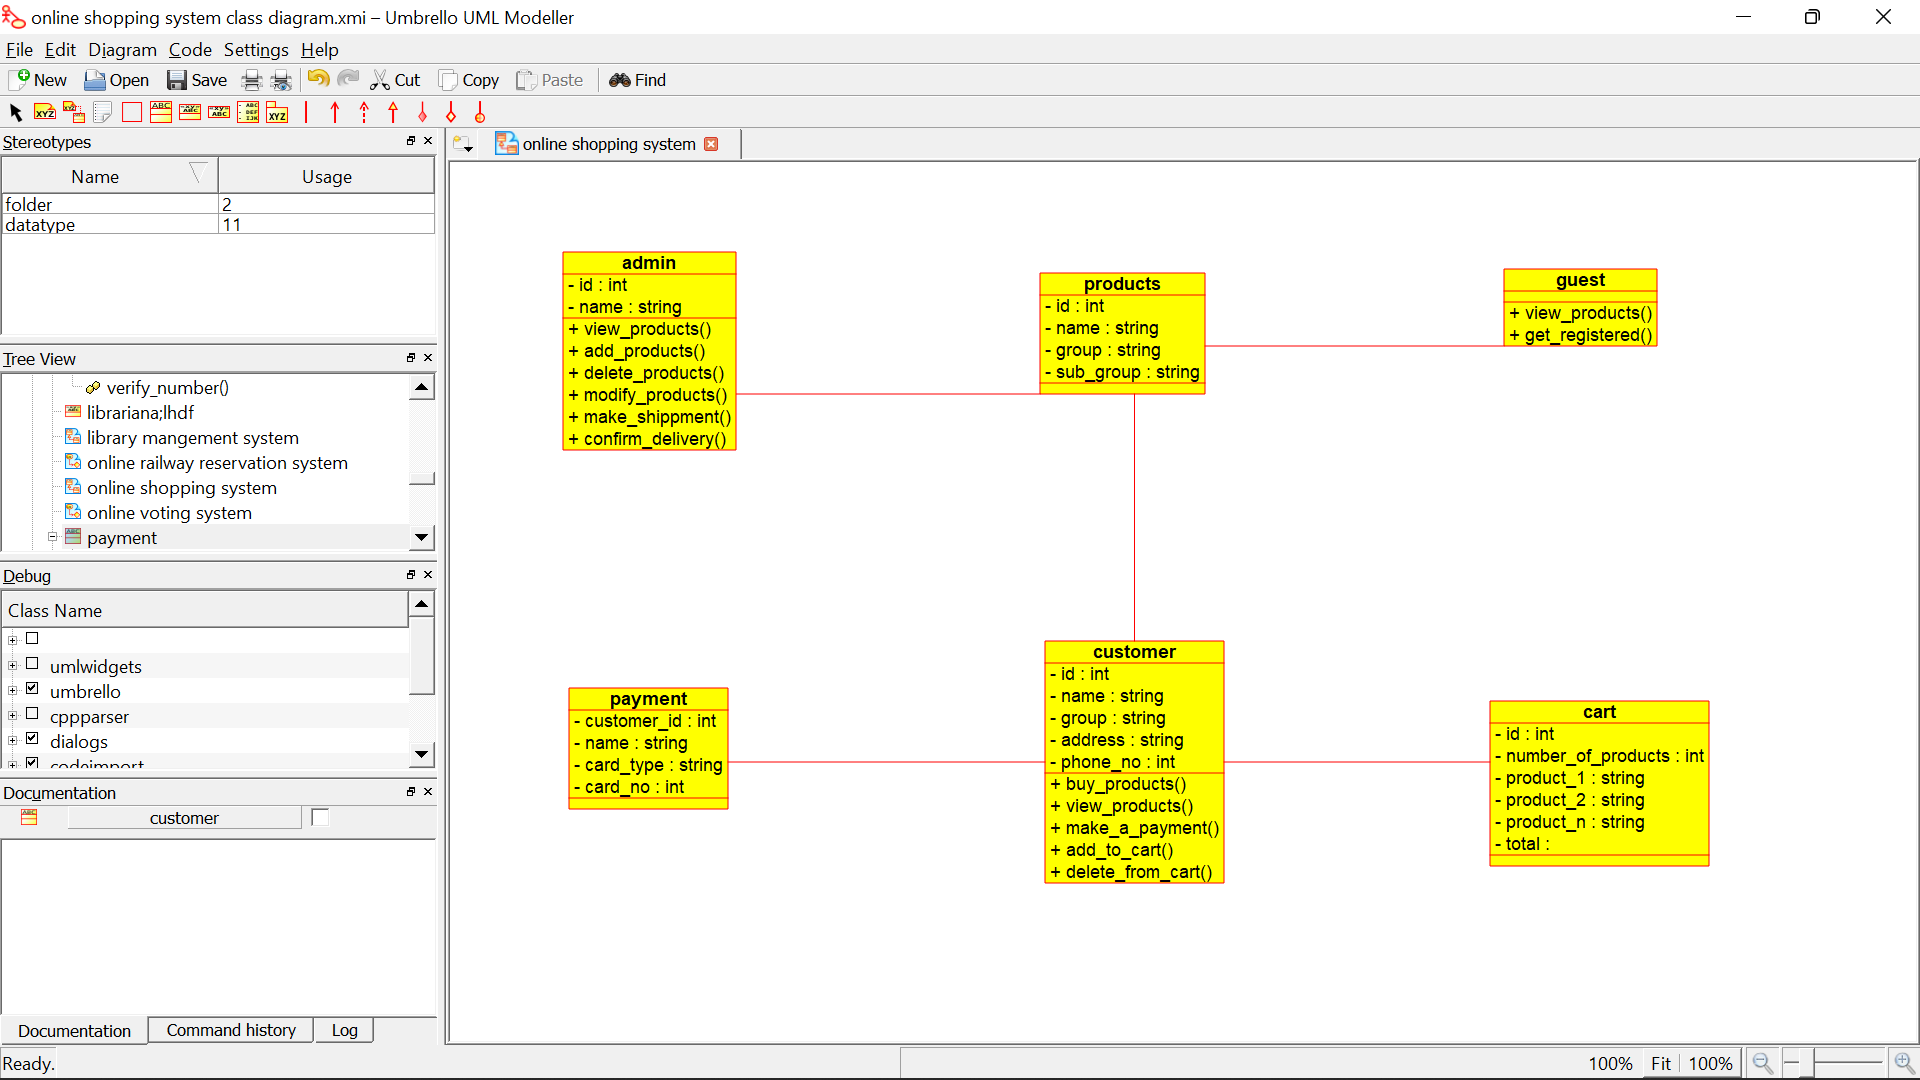 online shopping system class diagram.xmi – Umbrello UML Modeller
File Edit Diagram Code Settings Help
New Open Save Cut Copy Paste Find
Stereotypes
Name Usage
folder 2
datatype 11
Tree View
verify_number()
librariana;lhdf
library mangement system
online railway reservation system
online shopping system
online voting system
payment
Debug
Class Name
umlwidgets
umbrello
cppparser
dialogs
codeimport
Documentation
customer
Documentation Command history Log
Ready.
online shopping system
admin
- id : int
- name : string
+ view_products()
+ add_products()
+ delete_products()
+ modify_products()
+ make_shippment()
+ confirm_delivery()
products
- id : int
- name : string
- group : string
- sub_group : string
guest
+ view_products()
+ get_registered()
payment
- customer_id : int
- name : string
- card_type : string
- card_no : int
customer
- id : int
- name : string
- group : string
- address : string
- phone_no : int
+ buy_products()
+ view_products()
+ make_a_payment()
+ add_to_cart()
+ delete_from_cart()
cart
- id : int
- number_of_products : int
- product_1 : string
- product_2 : string
- product_n : string
- total :
100% Fit 100%